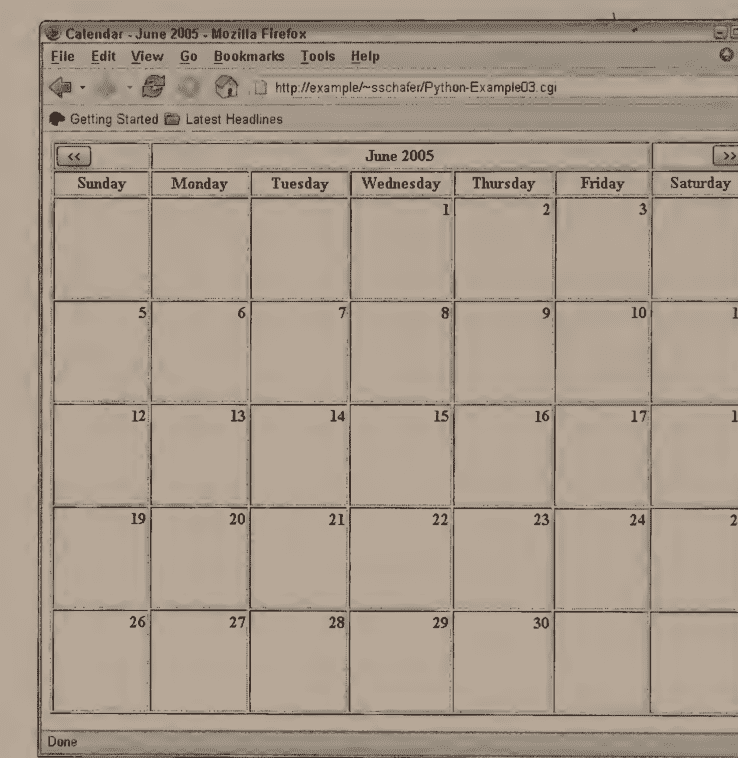 Calendar - June 2005 - Mozilla Firefox
File Edit View Go Bookmarks Tools Help
http://example/~sschafer/Python-Example03.cgi
Getting Started Latest Headlines
<< June 2005 >>
Sunday Monday Tuesday Wednesday Thursday Friday Saturday
1 2 3
5 6 7 8 9 10 1
12 13 14 15 16 17 1
19 20 21 22 23 24 2
26 27 28 29 30
Done